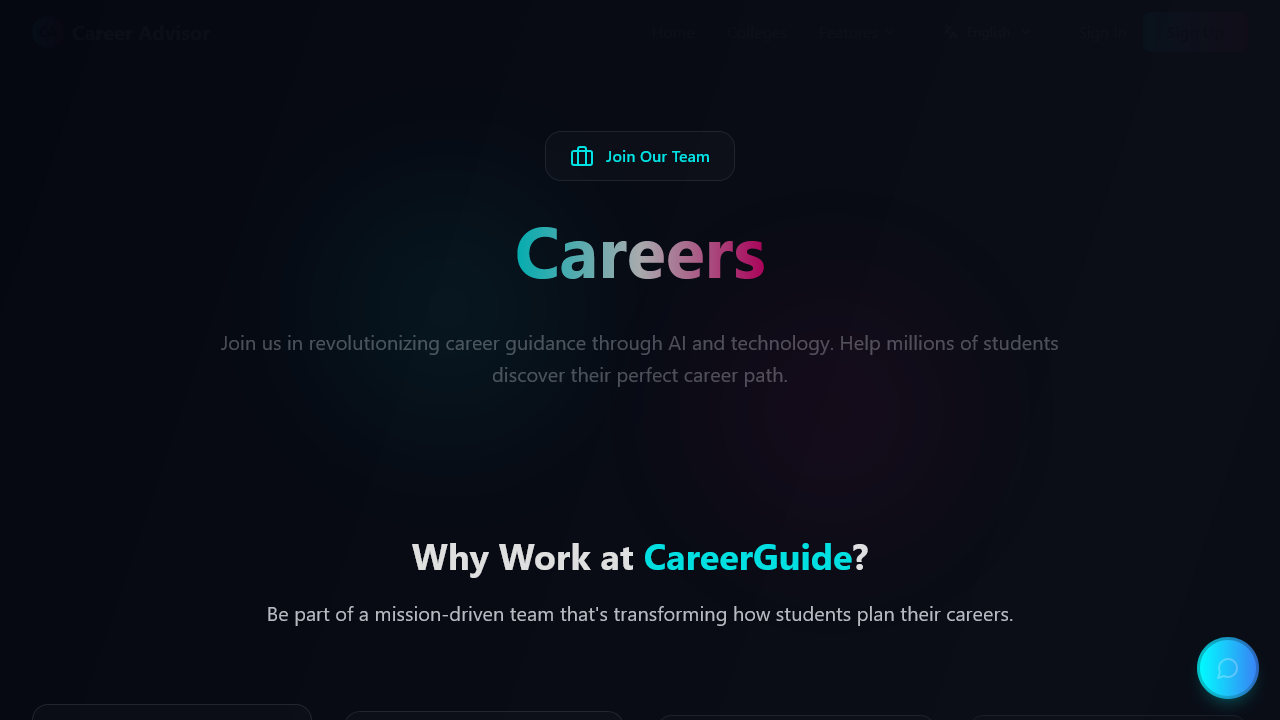 Career Advisor
Home Colleges Features English Sign In
Join Our Team
Careers
Join us in revolutionizing career guidance through AI and technology. Help millions of students
discover their perfect career path.
Why Work at CareerGuide?
Be part of a mission-driven team that's transforming how students plan their careers.